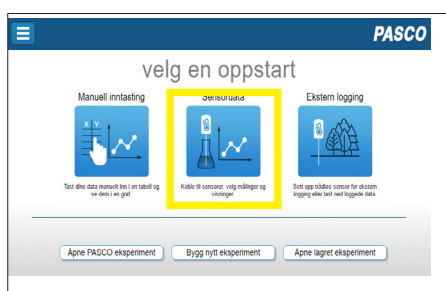 PASCO
velg en oppstart
Manuell inntasting
Sensordata
Ekstern logging
X Y
Tast dine data manuelt inn i en tabell og
se dem i en graf
Koble til sensorer, velg målinger og
visninger
Sett opp trådløs sensor for ekstern
logging eller last ned loggede data
Åpne PASCO eksperiment
Bygg nytt eksperiment
Åpne lagret eksperiment